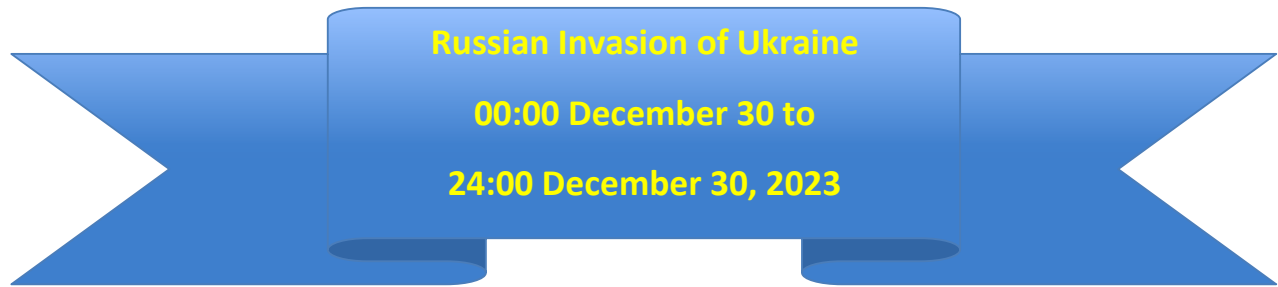 Russian Invasion of Ukraine
00:00 December 30 to
24:00 December 30, 2023